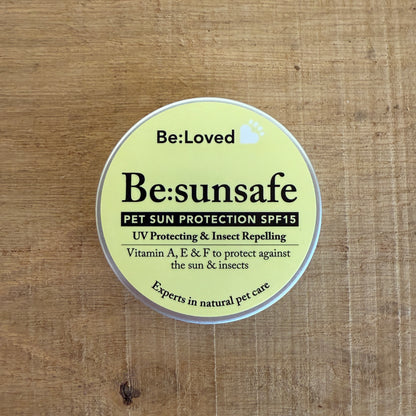 Be:Loved
Be:sunsafe
PET SUN PROTECTION SPF15
UV Protecting & Insect Repelling
Vitamin A, E & F to protect against
the sun & insects
Experts in natural pet care